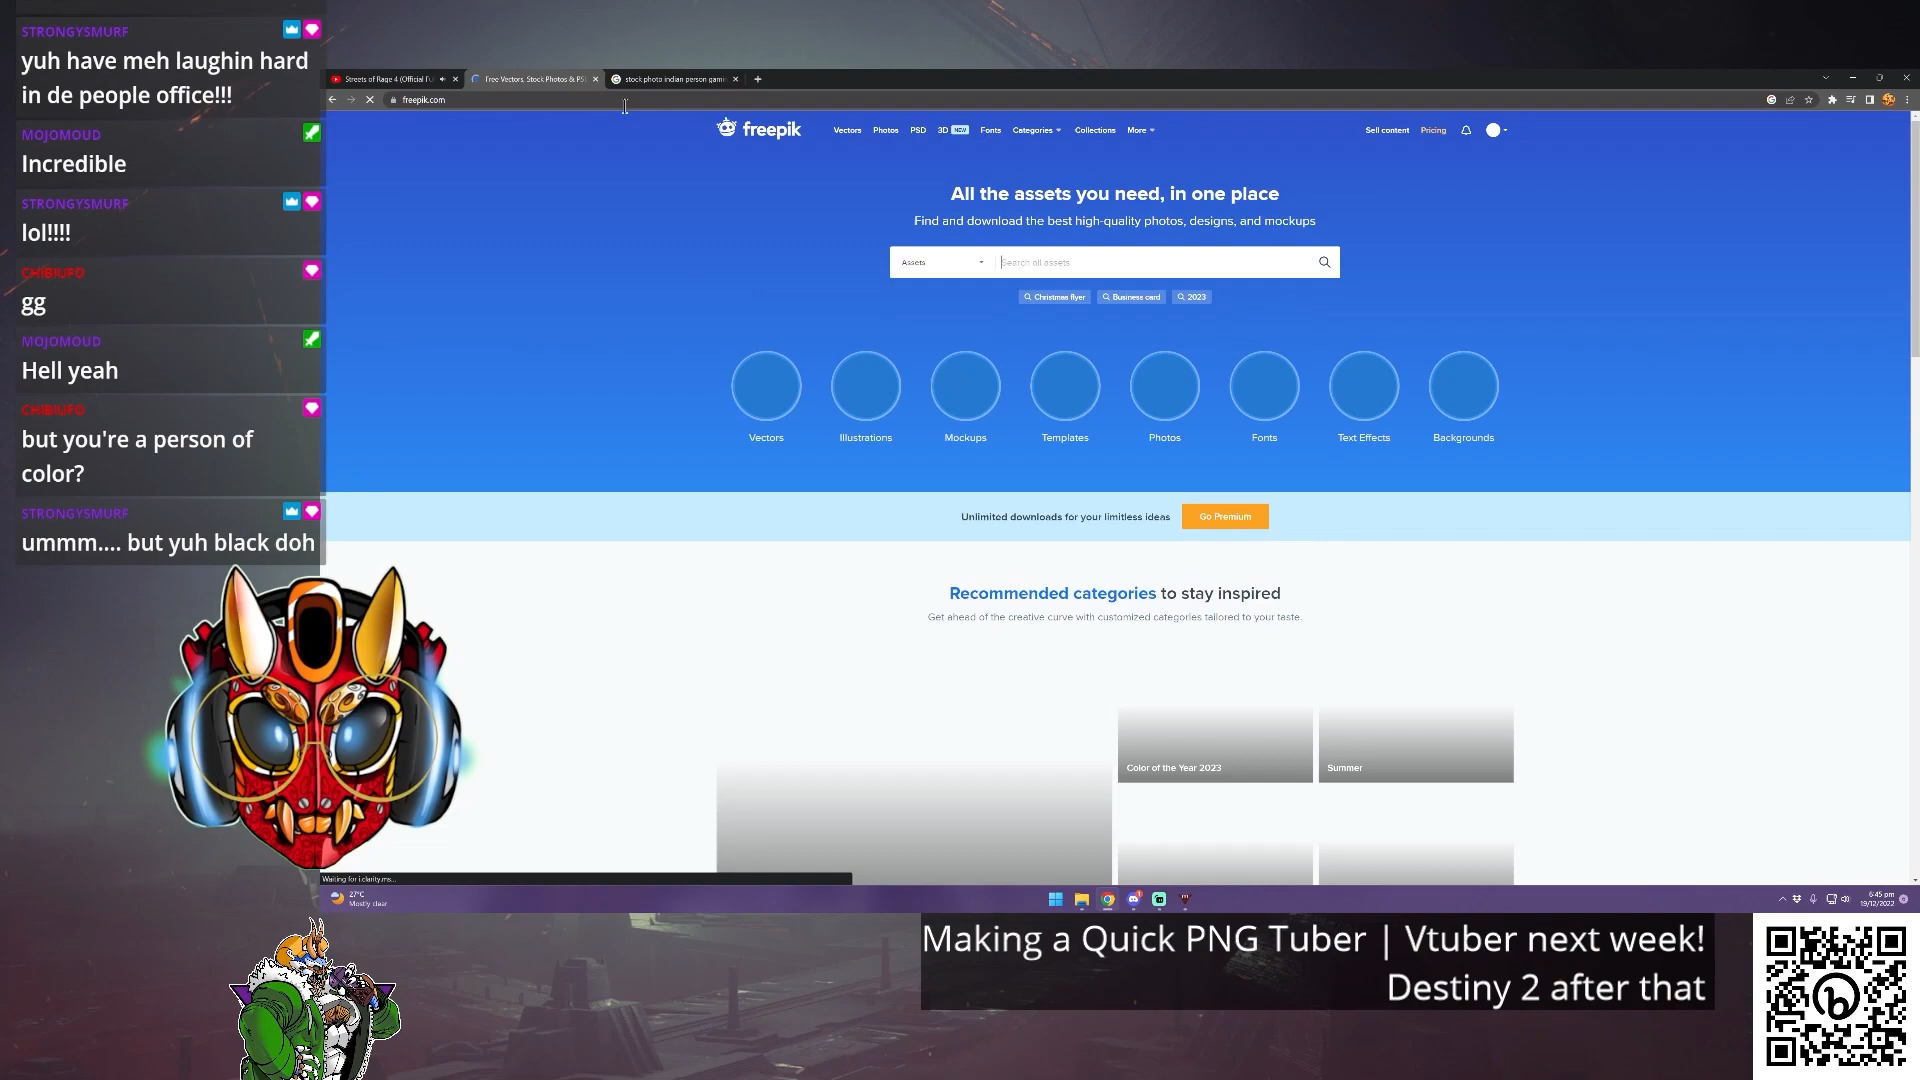 STRONGYSMURF
yuh have meh laughin hard
in de people office!!!
MOJOMOUD
Incredible
STRONGYSMURF
lol!!!!
CHIBIUFO
gg
MOJOMOUD
Hell yeah
CHIBIUFO
but you're a person of
color?
STRONGYSMURF
ummm.... but yuh black doh
Streets of Rage 4 (Official Fu
Free Vectors, Stock Photos & PS
stock photo indian person gamin
freepik.com
freepik
Vectors Photos PSD 3D NEW Fonts Categories Collections More
Sell content Pricing
All the assets you need, in one place
Find and download the best high-quality photos, designs, and mockups
Assets Search all assets
Christmas flyer Business card 2023
Vectors Illustrations Mockups Templates Photos Fonts Text Effects Backgrounds
Unlimited downloads for your limitless ideas Go Premium
Recommended categories to stay inspired
Get ahead of the creative curve with customized categories tailored to your taste.
Color of the Year 2023 Summer
Waiting for i.clarity.ms...
27°C
Mostly clear
6:45 pm
19/12/2022
Making a Quick PNG Tuber | Vtuber next week!
Destiny 2 after that